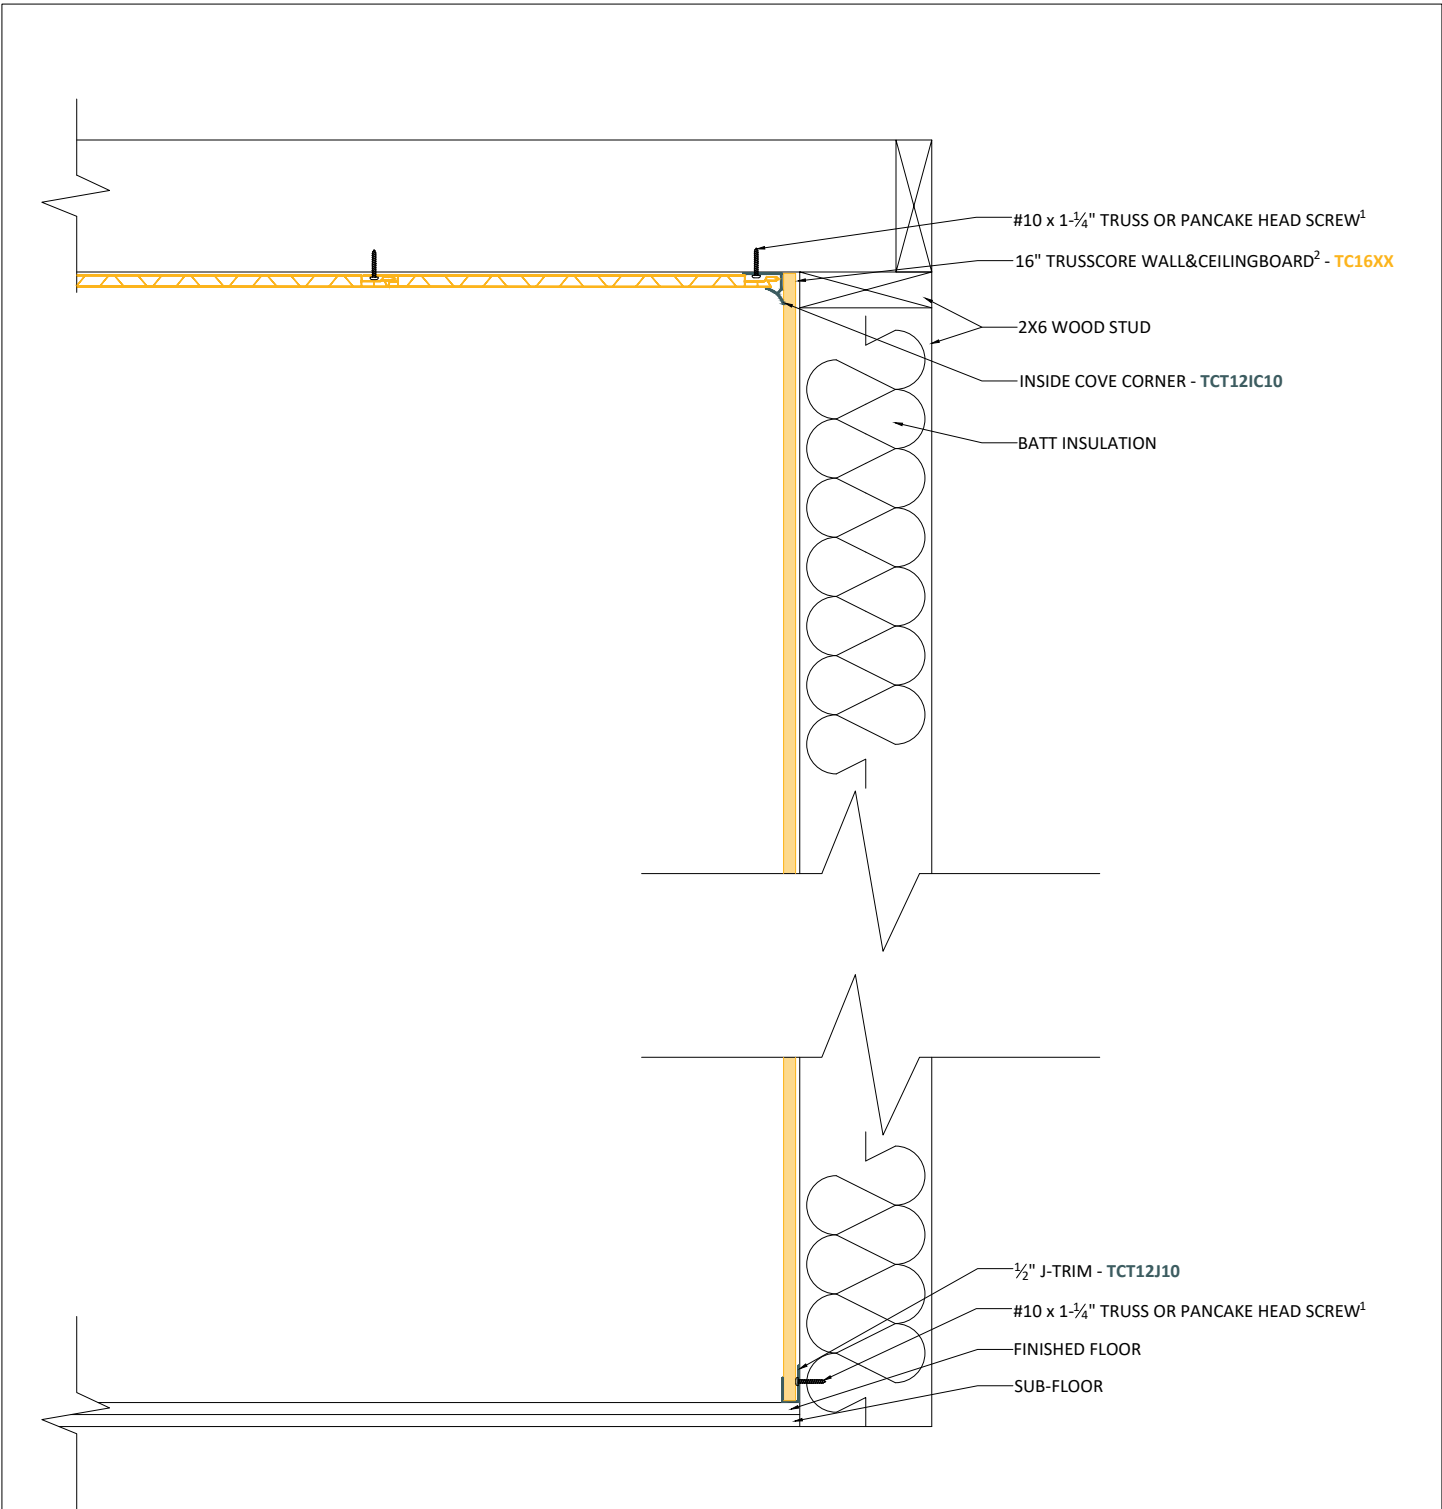 #10 x 1-¼" TRUSS OR PANCAKE HEAD SCREW¹
16" TRUSSCORE WALL&CEILINGBOARD² - TC16XX
2X6 WOOD STUD
INSIDE COVE CORNER - TCT12IC10
BATT INSULATION
½" J-TRIM - TCT12J10
#10 x 1-¼" TRUSS OR PANCAKE HEAD SCREW¹
FINISHED FLOOR
SUB-FLOOR